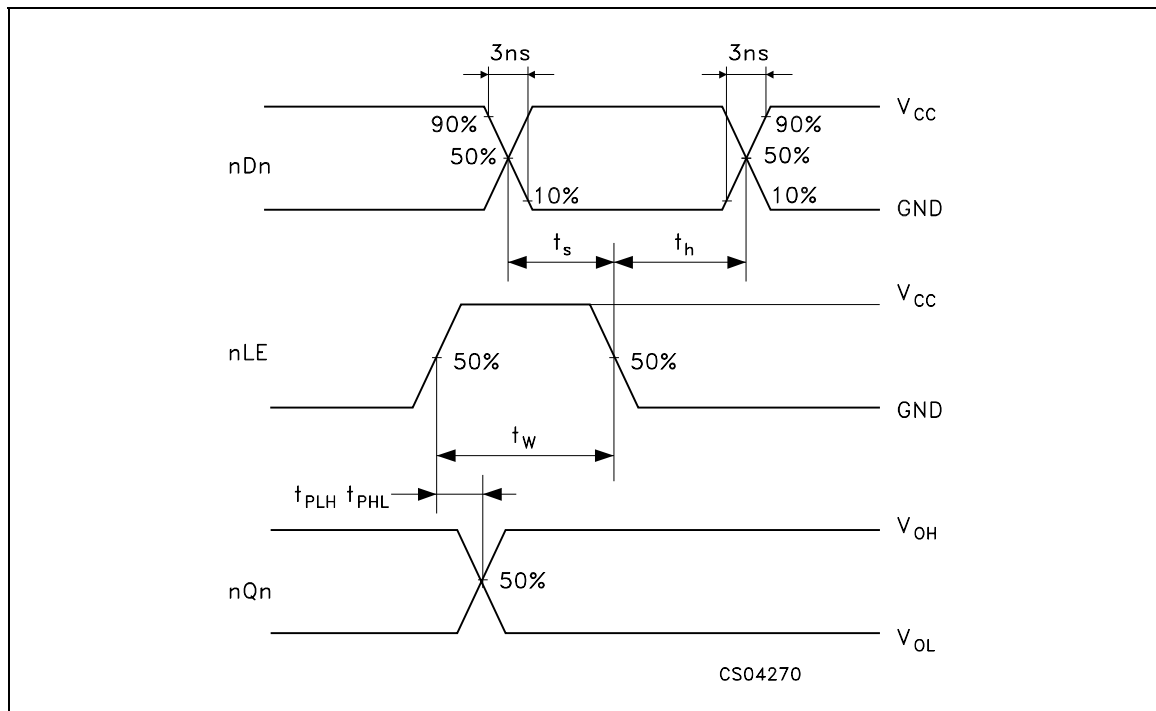 3ns 3ns
90% 90% V_CC
nDn 50% 50%
10% 10% GND
t_s t_h
V_CC
nLE 50% 50%
GND
t_W
t_PLH t_PHL
V_OH
nQn 50%
V_OL
CS04270